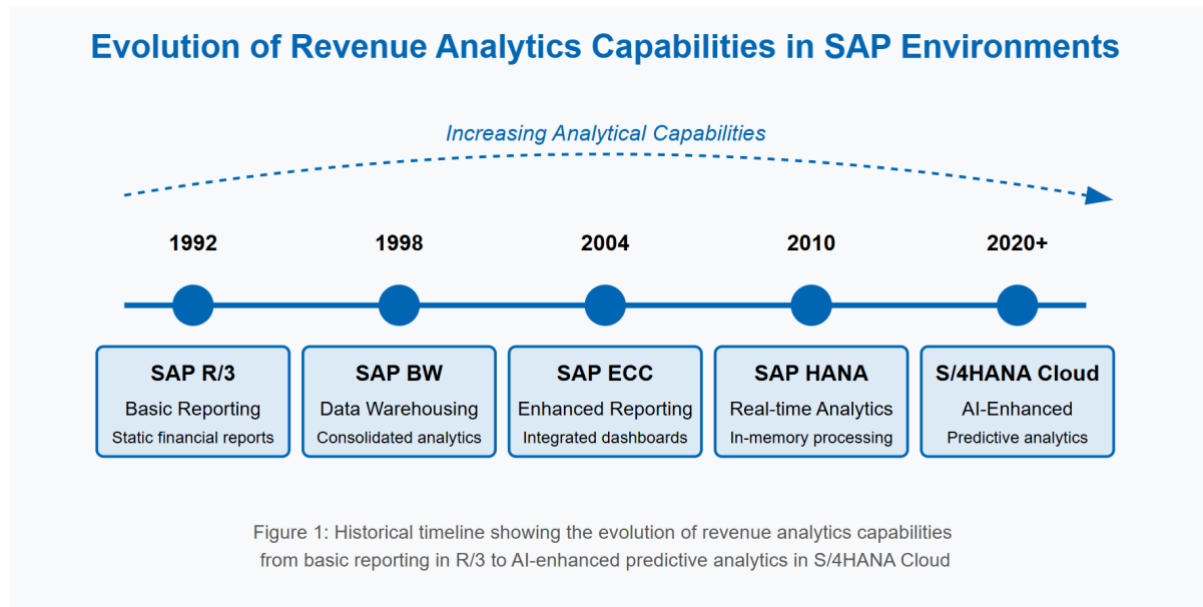 Evolution of Revenue Analytics Capabilities in SAP Environments
Increasing Analytical Capabilities
1992
1998
2004
2010
2020+
SAP R/3
Basic Reporting
Static financial reports
SAP BW
Data Warehousing
Consolidated analytics
SAP ECC
Enhanced Reporting
Integrated dashboards
SAP HANA
Real-time Analytics
In-memory processing
S/4HANA Cloud
AI-Enhanced
Predictive analytics
Figure 1: Historical timeline showing the evolution of revenue analytics capabilities
from basic reporting in R/3 to AI-enhanced predictive analytics in S/4HANA Cloud